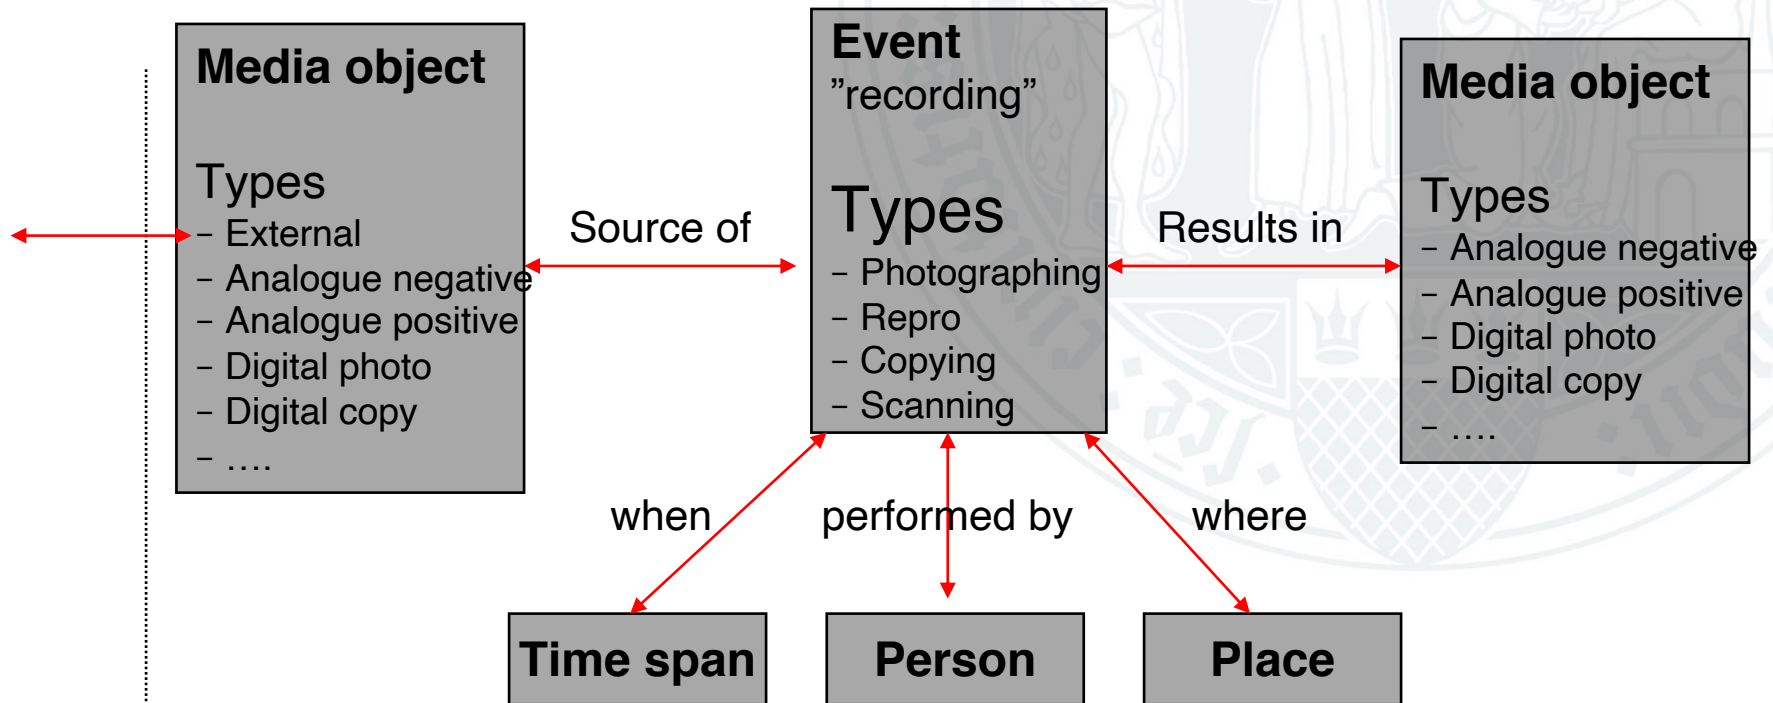 Media object
Types
– External
– Analogue negative
– Analogue positive
– Digital photo
– Digital copy
– ….
Source of
Event
”recording”
Types
– Photographing
– Repro
– Copying
– Scanning
Results in
Media object
Types
– Analogue negative
– Analogue positive
– Digital photo
– Digital copy
– ….
when
performed by
where
Time span
Person
Place